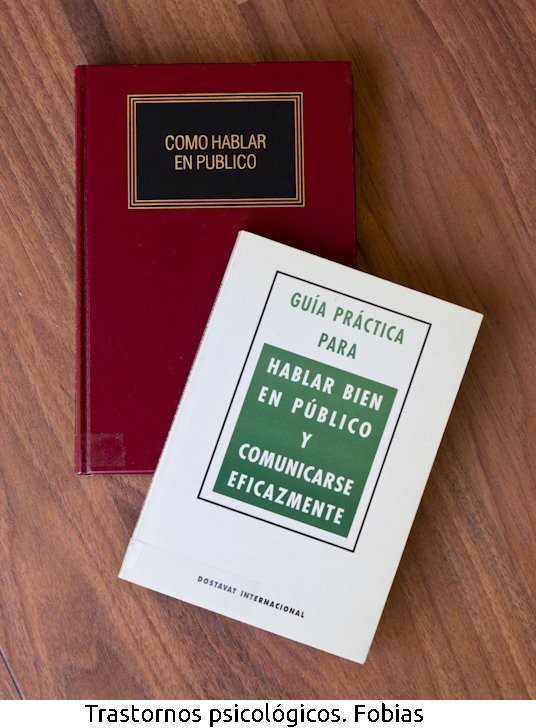 COMO HABLAR
EN PUBLICO
GUÍA PRÁCTICA
PARA
HABLAR BIEN
EN PÚBLICO
Y
COMUNICARSE
EFICAZMENTE
DOSTAVAT INTERNACIONAL
Trastornos psicológicos. Fobias